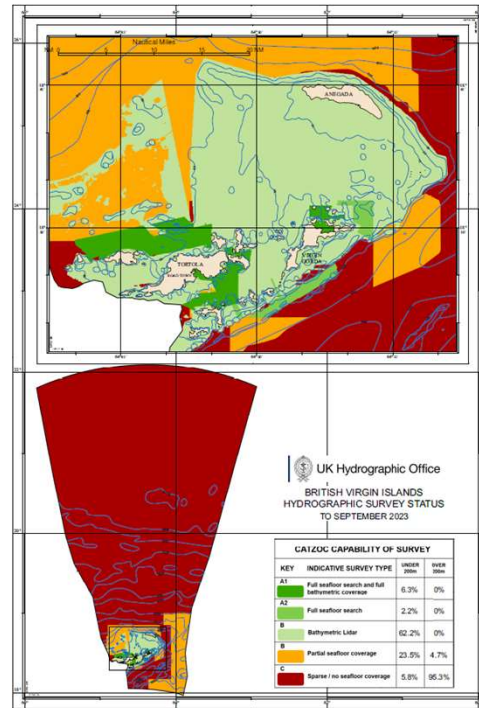 Nautical Miles
ANEGADA
TORTOLA
VIRGIN
GORDA
UK Hydrographic Office
BRITISH VIRGIN ISLANDS
HYDROGRAPHIC SURVEY STATUS
TO SEPTEMBER 2023
CATZOC CAPABILITY OF SURVEY
KEY INDICATIVE SURVEY TYPE UNDER 200m OVER 200m
A1 Full seafloor search and full bathymetric coverage 6.3% 0%
A2 Full seafloor search 2.2% 0%
B Bathymetric Lidar 62.2% 0%
B Partial seafloor coverage 23.5% 4.7%
C Sparse / no seafloor coverage 5.8% 95.3%